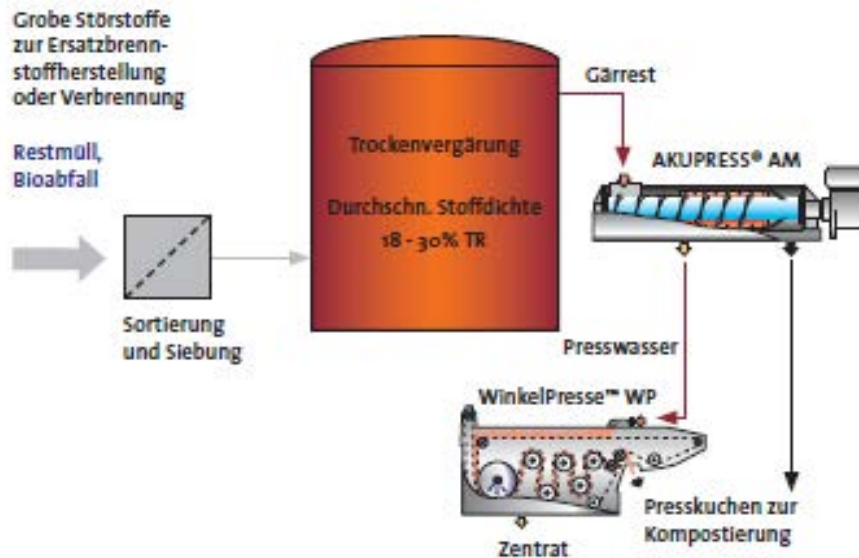 Grobe Störstoffe
zur Ersatzbrenn-
stoffherstellung
oder Verbrennung
Restmüll,
Bioabfall
Sortierung
und Siebung
Trockenvergärung
Durchschn. Stoffdichte
18 - 30% TR
Gärrest
AKUPRESS® AM
Presswasser
WinkelPresse™ WP
Zentrat
Presskuchen zur
Kompostierung